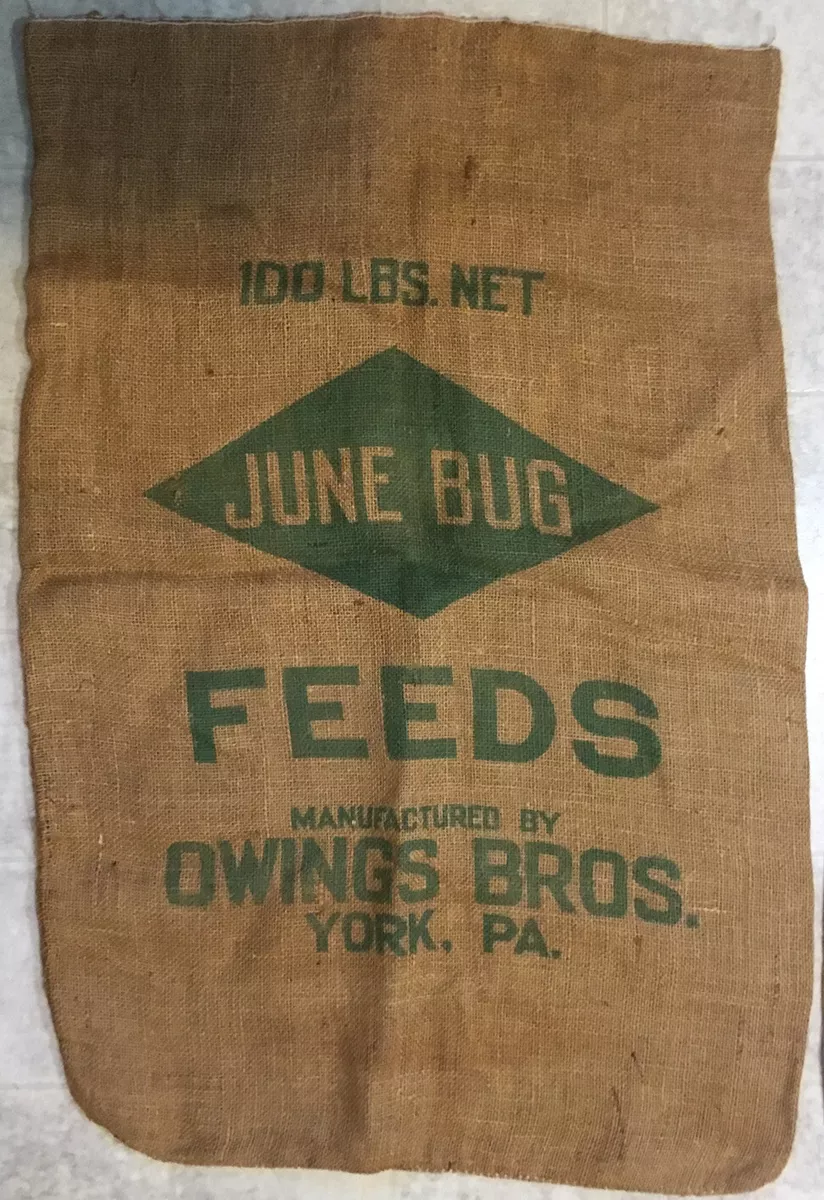 100 LBS. NET
JUNE BUG
FEEDS
MANUFACTURED BY
OWINGS BROS.
YORK, PA.